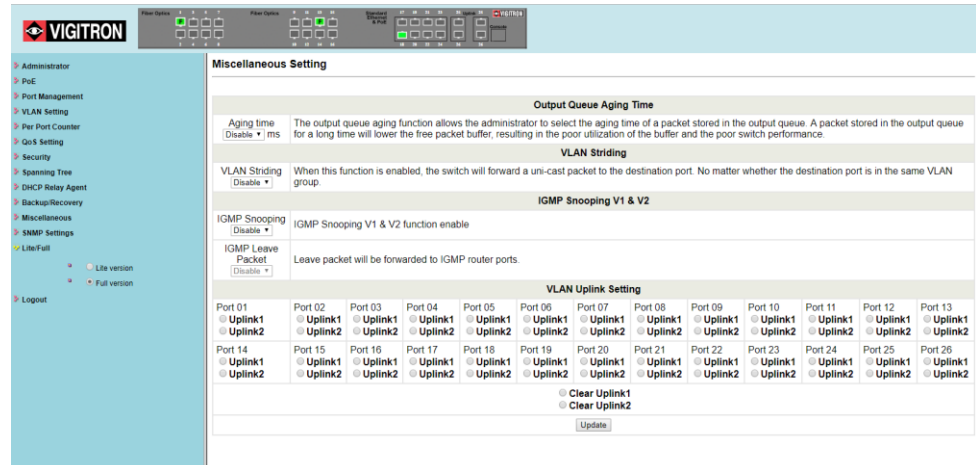 VIGITRON
Fiber Optics
Fiber Optics
Standard
Ethernet
& PoE
VIGITRON
Console
Administrator
PoE
Port Management
VLAN Setting
Per Port Counter
QoS Setting
Security
Spanning Tree
DHCP Relay Agent
Backup/Recovery
Miscellaneous
SNMP Settings
Lite/Full
Lite version
Full version
Logout
Miscellaneous Setting
Output Queue Aging Time
Aging time
Disable ms
The output queue aging function allows the administrator to select the aging time of a packet stored in the output queue. A packet stored in the output queue
for a long time will lower the free packet buffer, resulting in the poor utilization of the buffer and the poor switch performance.
VLAN Striding
VLAN Striding
Disable
When this function is enabled, the switch will forward a uni-cast packet to the destination port. No matter whether the destination port is in the same VLAN
group.
IGMP Snooping V1 & V2
IGMP Snooping
Disable
IGMP Snooping V1 & V2 function enable
IGMP Leave
Packet
Disable
Leave packet will be forwarded to IGMP router ports.
VLAN Uplink Setting
Port 01 Port 02 Port 03 Port 04 Port 05 Port 06 Port 07 Port 08 Port 09 Port 10 Port 11 Port 12 Port 13
Uplink1 Uplink1 Uplink1 Uplink1 Uplink1 Uplink1 Uplink1 Uplink1 Uplink1 Uplink1 Uplink1 Uplink1 Uplink1
Uplink2 Uplink2 Uplink2 Uplink2 Uplink2 Uplink2 Uplink2 Uplink2 Uplink2 Uplink2 Uplink2 Uplink2 Uplink2
Port 14 Port 15 Port 16 Port 17 Port 18 Port 19 Port 20 Port 21 Port 22 Port 23 Port 24 Port 25 Port 26
Uplink1 Uplink1 Uplink1 Uplink1 Uplink1 Uplink1 Uplink1 Uplink1 Uplink1 Uplink1 Uplink1 Uplink1 Uplink1
Uplink2 Uplink2 Uplink2 Uplink2 Uplink2 Uplink2 Uplink2 Uplink2 Uplink2 Uplink2 Uplink2 Uplink2 Uplink2
Clear Uplink1
Clear Uplink2
Update